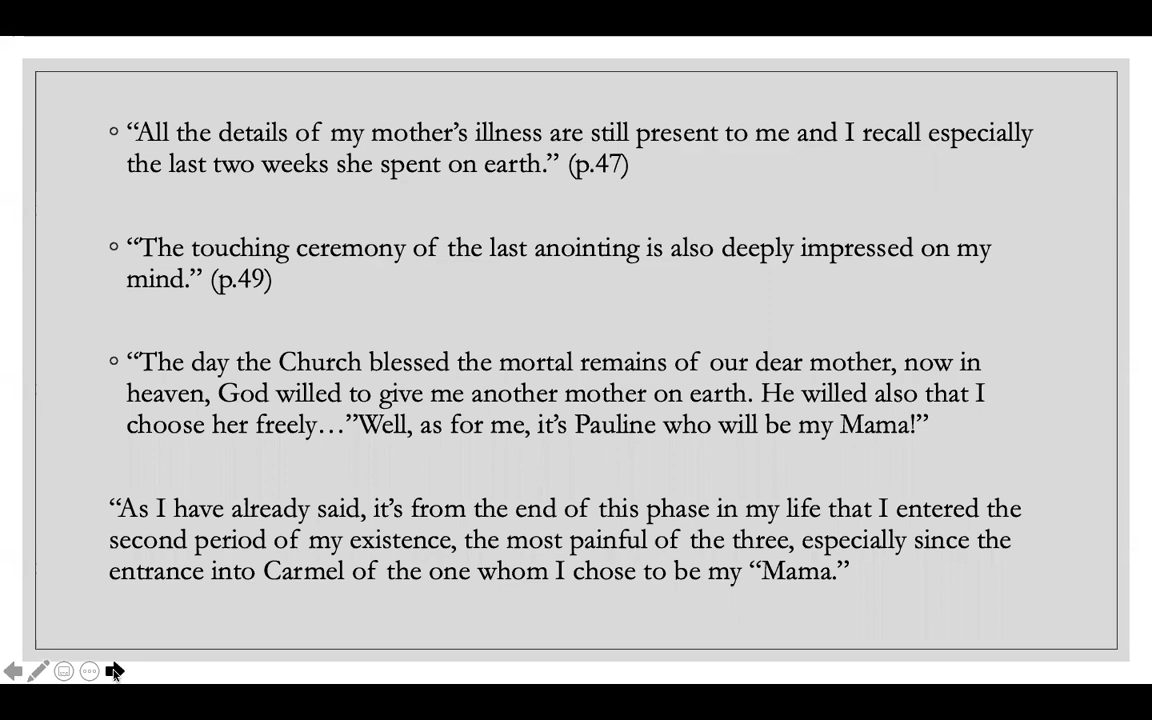 “All the details of my mother’s illness are still present to me and I recall especially
the last two weeks she spent on earth.” (p.47)
“The touching ceremony of the last anointing is also deeply impressed on my
mind.” (p.49)
“The day the Church blessed the mortal remains of our dear mother, now in
heaven, God willed to give me another mother on earth. He willed also that I
choose her freely…”Well, as for me, it’s Pauline who will be my Mama!”
“As I have already said, it’s from the end of this phase in my life that I entered the
second period of my existence, the most painful of the three, especially since the
entrance into Carmel of the one whom I chose to be my “Mama.”